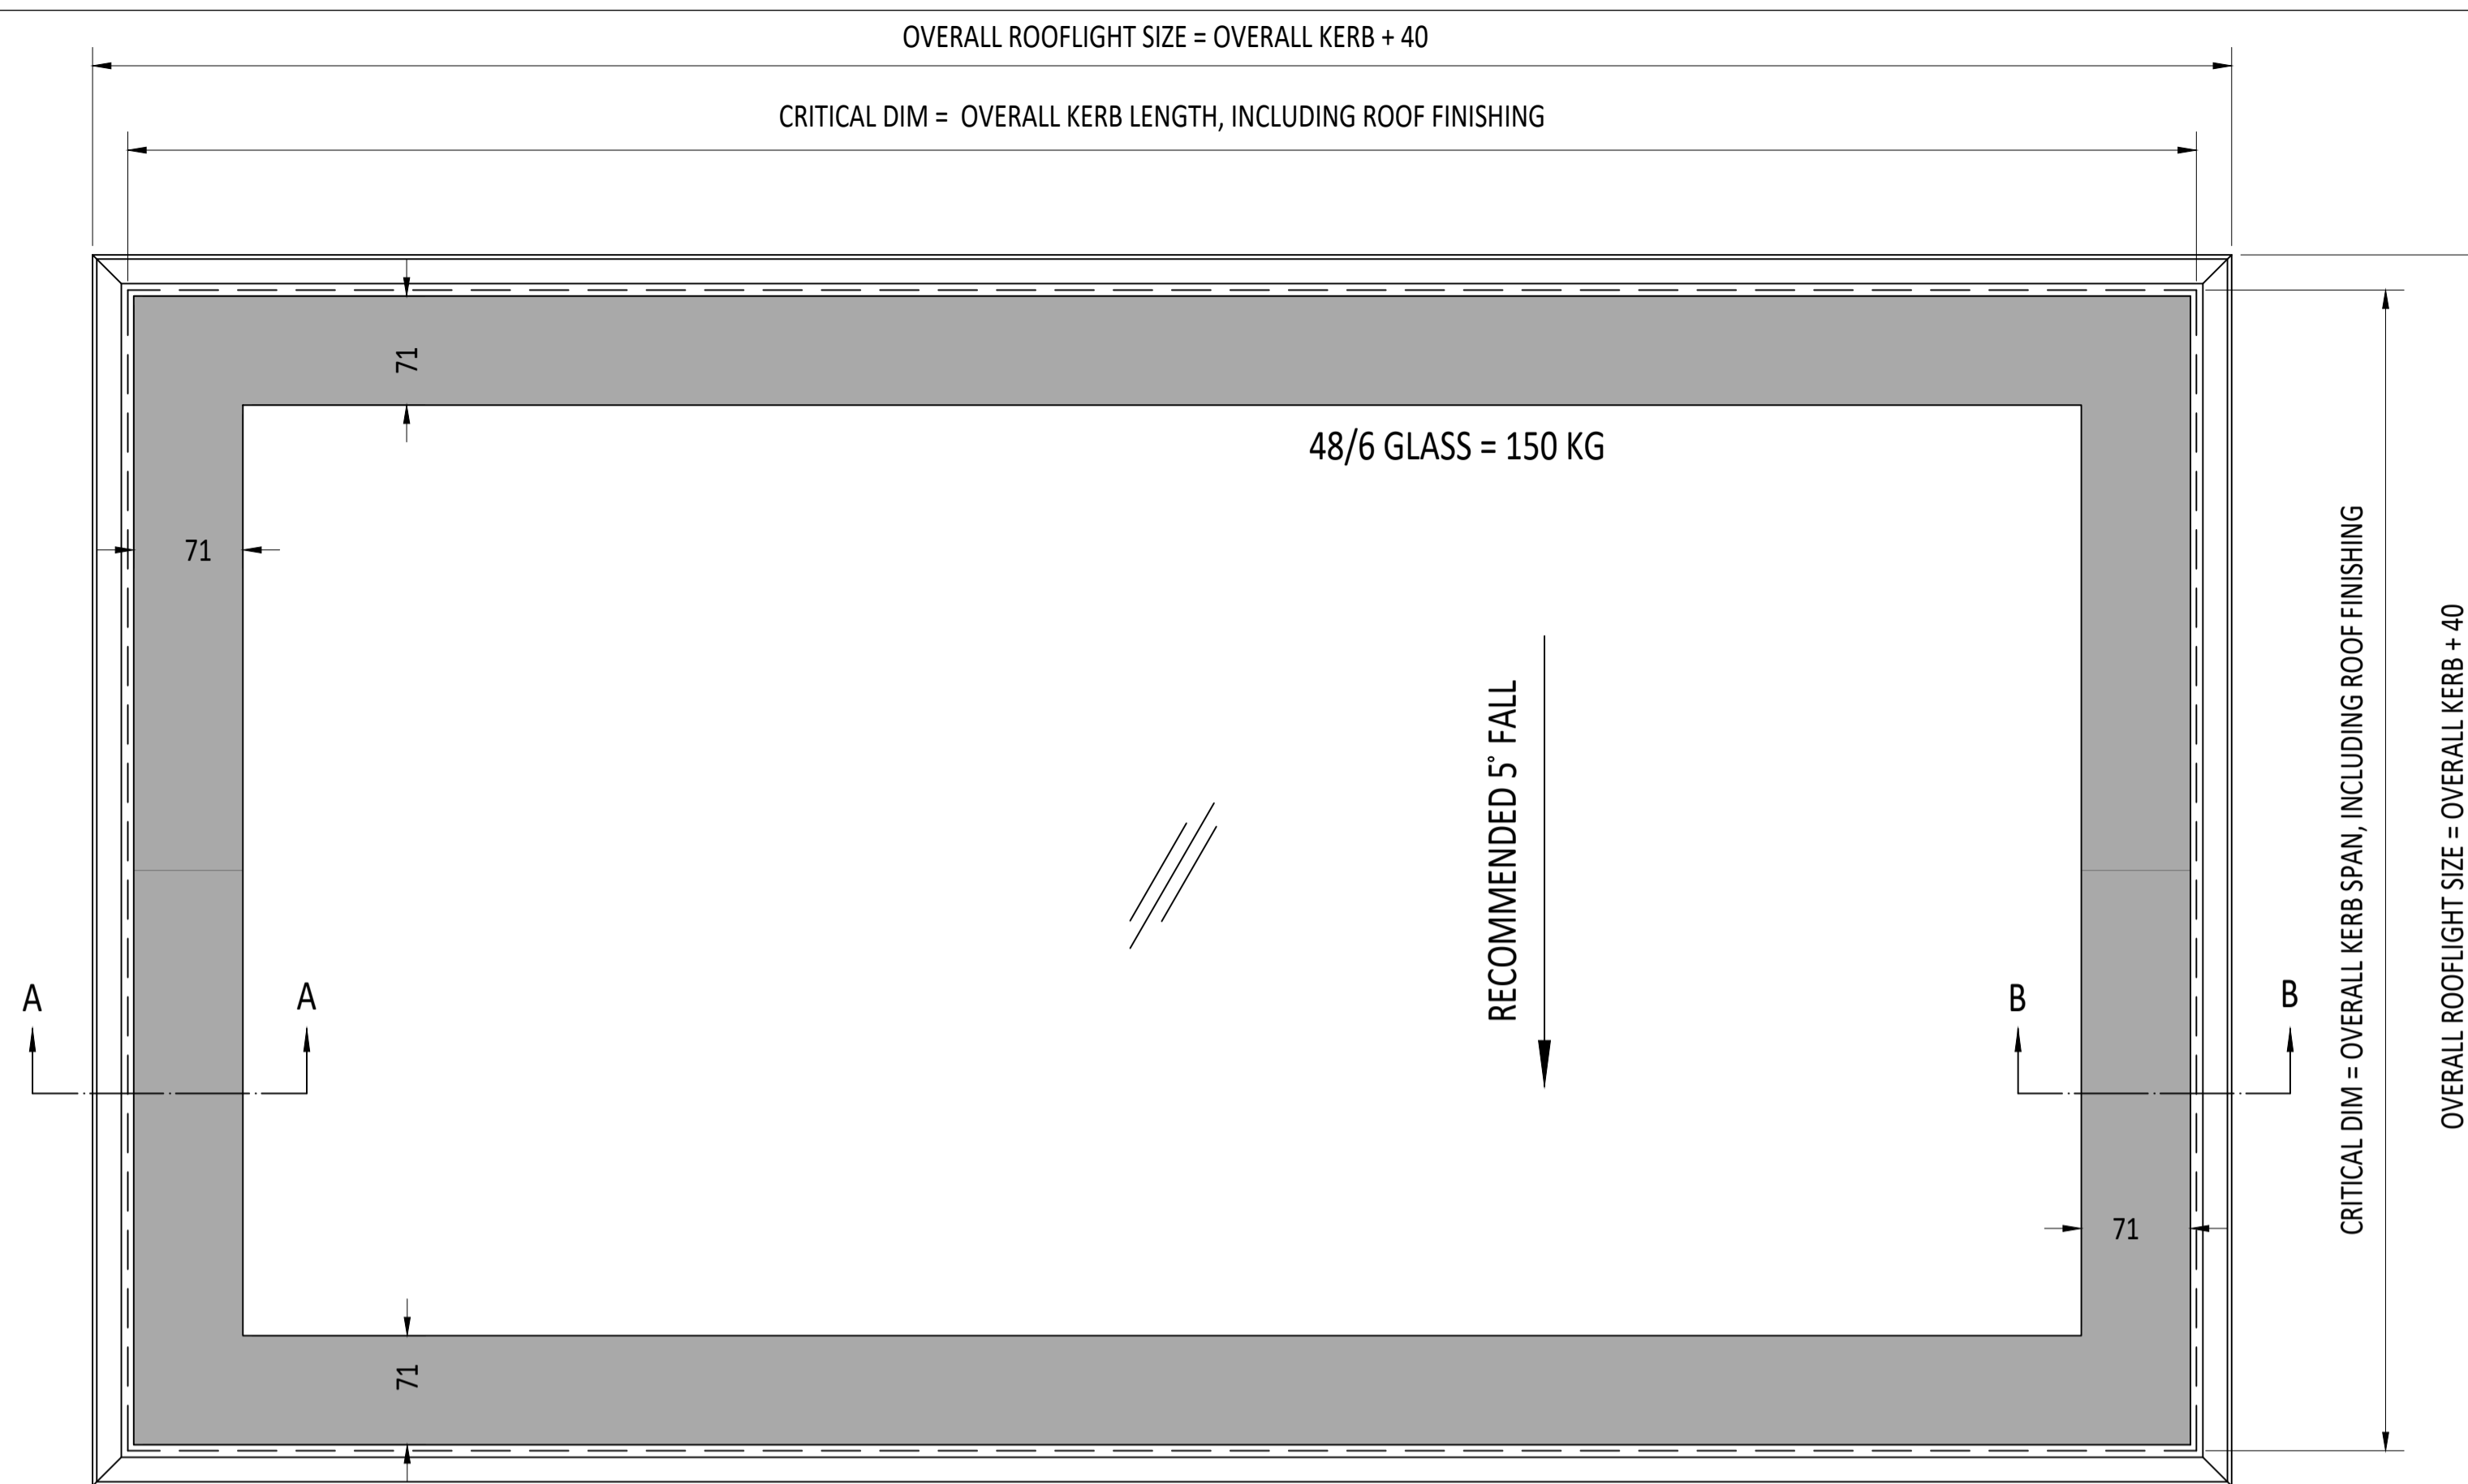 OVERALL ROOFLIGHT SIZE = OVERALL KERB + 40
CRITICAL DIM = OVERALL KERB LENGTH, INCLUDING ROOF FINISHING
71
48/6 GLASS = 150 KG
71
RECOMMENDED 5° FALL
CRITICAL DIM = OVERALL KERB SPAN, INCLUDING ROOF FINISHING
OVERALL ROOFLIGHT SIZE = OVERALL KERB + 40
A
A
B
B
71
71